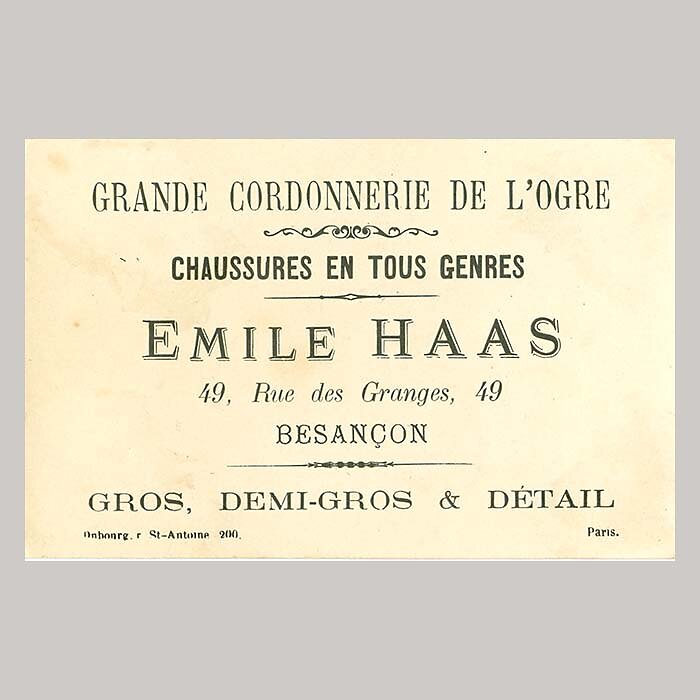 GRANDE CORDONNERIE DE L'OGRE
CHAUSSURES EN TOUS GENRES
EMILE HAAS
49, Rue des Granges, 49
BESANÇON
GROS, DEMI-GROS & DÉTAIL
r St-Antoine 200. Paris.